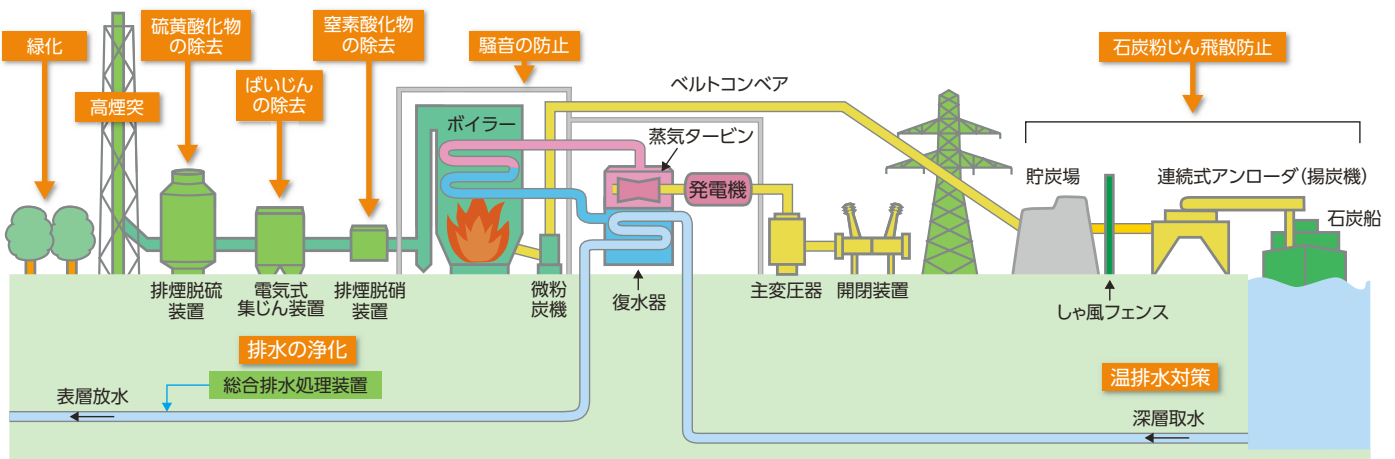 緑化
高煙突
硫黄酸化物
の除去
ばいじん
の除去
窒素酸化物
の除去
騒音の防止
石炭粉じん飛散防止
ベルトコンベア
ボイラー
蒸気タービン
発電機
貯炭場
連続式アンローダ(揚炭機)
石炭船
排煙脱硫
装置
電気式
集じん装置
排煙脱硝
装置
微粉
炭機
復水器
主変圧器
開閉装置
しゃ風フェンス
排水の浄化
総合排水処理装置
表層放水
温排水対策
深層取水